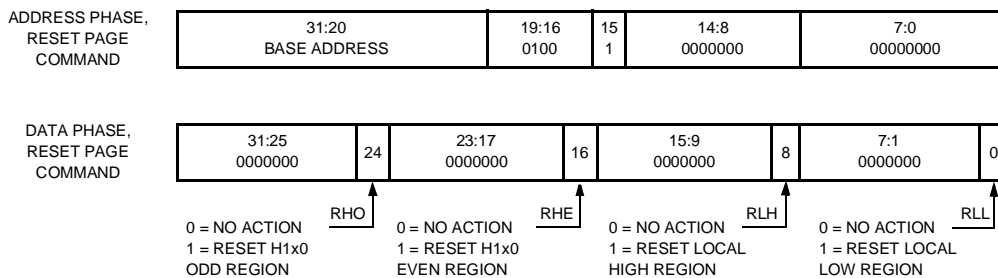 ADDRESS PHASE,
RESET PAGE
COMMAND
31:20
BASE ADDRESS
19:16
0100
15
1
14:8
0000000
7:0
00000000
DATA PHASE,
RESET PAGE
COMMAND
31:25
0000000
24
23:17
0000000
16
15:9
0000000
8
7:1
0000000
0
RHO
0 = NO ACTION
1 = RESET H1x0
ODD REGION
RHE
0 = NO ACTION
1 = RESET H1x0
EVEN REGION
RLH
0 = NO ACTION
1 = RESET LOCAL
HIGH REGION
RLL
0 = NO ACTION
1 = RESET LOCAL
LOW REGION